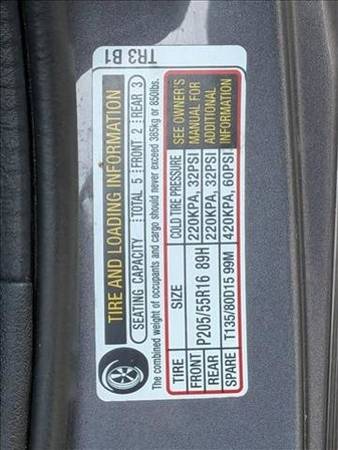 TR3 B1
TIRE AND LOADING INFORMATION
SEATING CAPACITY TOTAL 5 FRONT 2 REAR 3
The combined weight of occupants and cargo should never exceed 385kg or 850lbs.
TIRE SIZE COLD TIRE PRESSURE
FRONT P205/55R16 89H 220KPA, 32PSI
REAR 220KPA, 32PSI
SPARE T135/80D15 99M 420KPA, 60PSI
SEE OWNER'S
MANUAL FOR
ADDITIONAL
INFORMATION